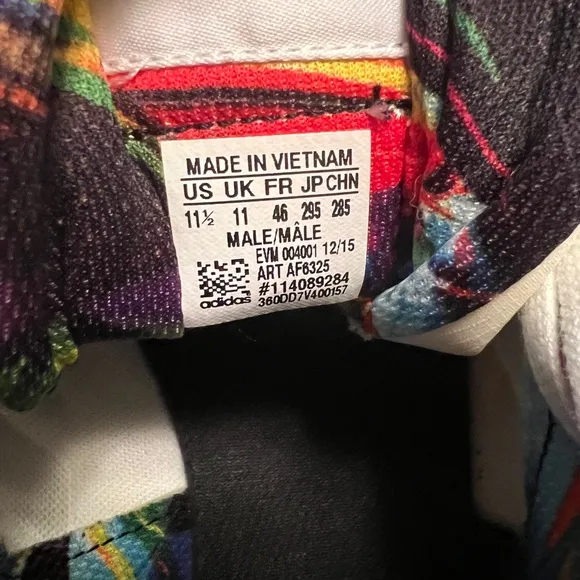 MADE IN VIETNAM
US UK FR JP CHN
11½ 11 46 295 285
MALE/MÂLE
EVM 004001 12/15
ART AF6325
#114089284
adidas 360DD7V400157